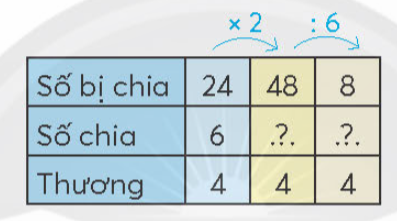 × 2 : 6
Số bị chia 24 48 8
Số chia 6 .?. .?.
Thương 4 4 4